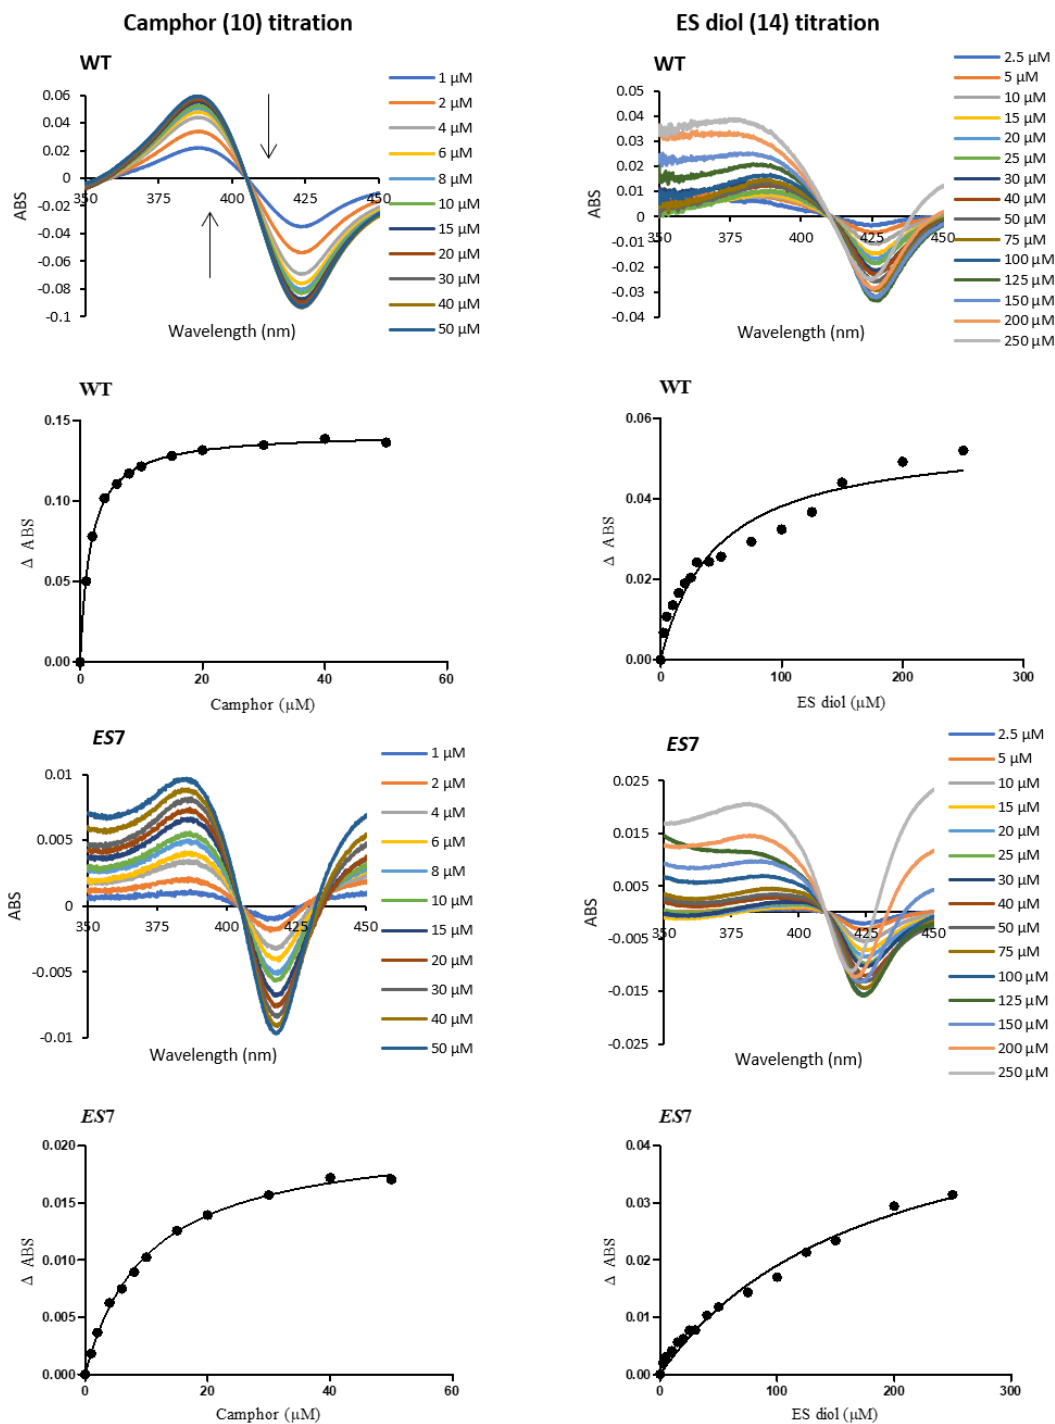 Camphor (10) titration
ES diol (14) titration
WT
0.06
0.04
0.02
0
-0.02
-0.04
-0.06
-0.08
-0.1
350
375
400
425
450
ABS
Wavelength (nm)
1 µM
2 µM
4 µM
6 µM
8 µM
10 µM
15 µM
20 µM
30 µM
40 µM
50 µM
WT
0.05
0.04
0.03
0.02
0.01
0
-0.01
-0.02
-0.03
-0.04
350
375
400
425
450
ABS
Wavelength (nm)
2.5 µM
5 µM
10 µM
15 µM
20 µM
25 µM
30 µM
40 µM
50 µM
75 µM
100 µM
125 µM
150 µM
200 µM
250 µM
WT
0.15
0.10
0.05
0.00
0
20
40
60
Δ ABS
Camphor (µM)
WT
0.06
0.04
0.02
0.00
0
100
200
300
Δ ABS
ES diol (µM)
ES7
0.01
0.005
0
-0.005
-0.01
350
375
400
425
450
ABS
Wavelength (nm)
1 µM
2 µM
4 µM
6 µM
8 µM
10 µM
15 µM
20 µM
30 µM
40 µM
50 µM
ES7
0.025
0.015
0.005
-0.005
-0.015
-0.025
350
375
400
425
450
ABS
Wavelength (nm)
2.5 µM
5 µM
10 µM
15 µM
20 µM
25 µM
30 µM
40 µM
50 µM
75 µM
100 µM
125 µM
150 µM
200 µM
250 µM
ES7
0.020
0.015
0.010
0.005
0.000
0
20
40
60
Δ ABS
Camphor (µM)
ES7
0.04
0.03
0.02
0.01
0.00
0
100
200
300
Δ ABS
ES diol (µM)